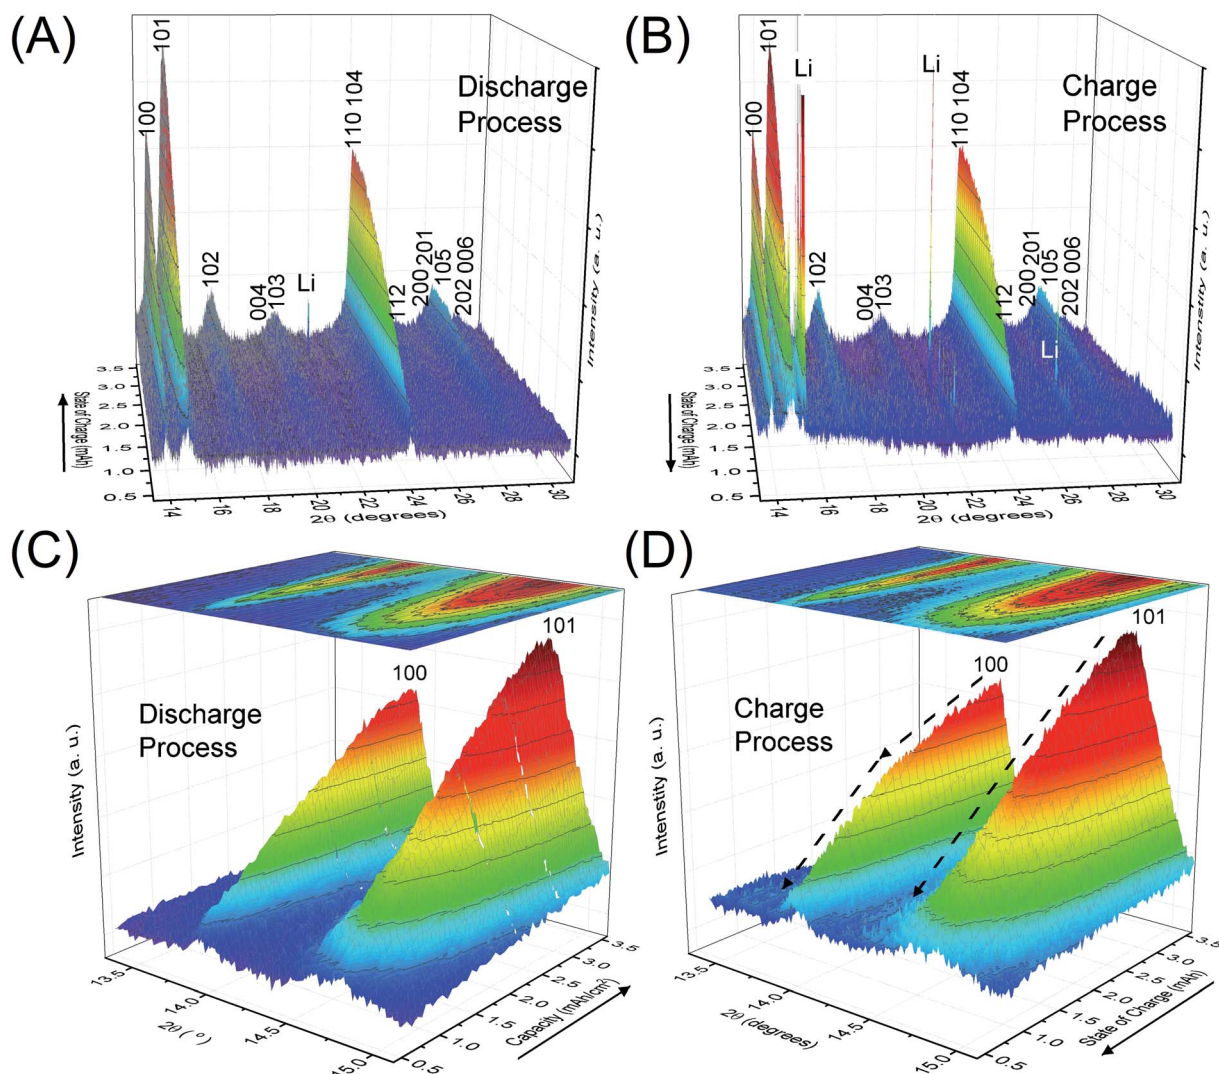 (A)
101
100
110 104
Discharge
Process
102
004
103
Li
112
200 201
105
202 006
Intenstity (a. u.)
3.5
3.0
2.5
2.0
1.5
1.0
0.5
State of Charge (mAh)
14
16
18
20
22
24
26
28
30
2θ (degrees)
(B)
101
Li
Li
100
110 104
Charge
Process
102
004
103
112
200 201
105
202 006
Li
Intensity (a. u.)
3.5
3.0
2.5
2.0
1.5
1.0
0.5
State of Charge (mAh)
14
16
18
20
22
24
26
28
30
2θ (degrees)
(C)
101
100
Discharge
Process
Intensity (a. u.)
13.5
14.0
14.5
15.0
2θ (°)
0.5
1.0
1.5
2.0
2.5
3.0
3.5
Capacity (mAh/cm²)
(D)
101
100
Charge
Process
Intenstity (a. u.)
13.5
14.0
14.5
15.0
2θ (degrees)
0.5
1.0
1.5
2.0
2.5
3.0
3.5
State of Charge (mAh)